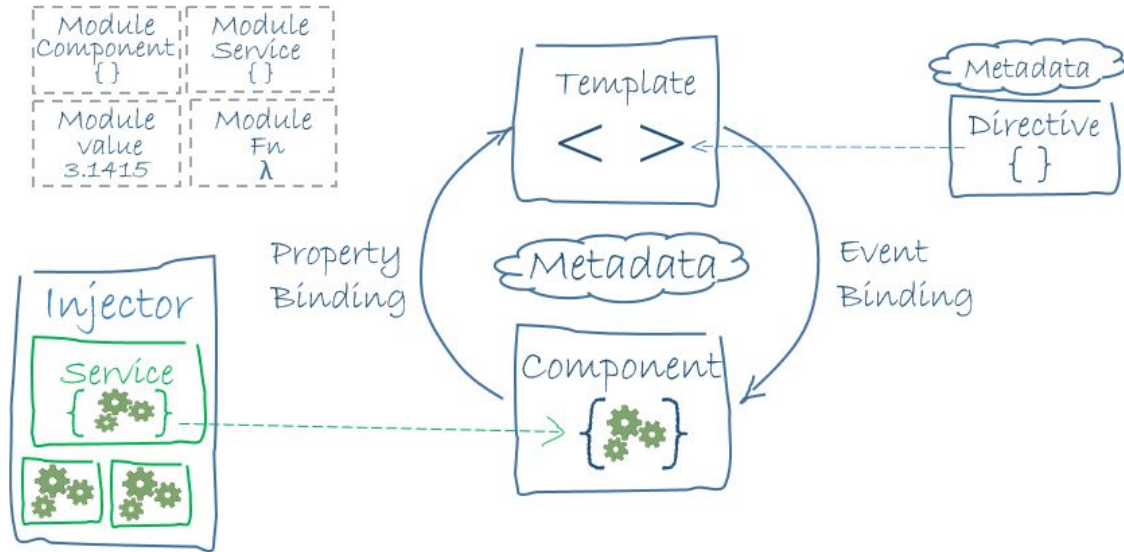 Module
Component
{ }
Module
Service
{ }
Module
value
3.1415
Module
Fn
λ
Template
< >
Metadata
Directive
{ }
Property
Binding
Metadata
Event
Binding
Injector
Service
{ }
Component
{ }